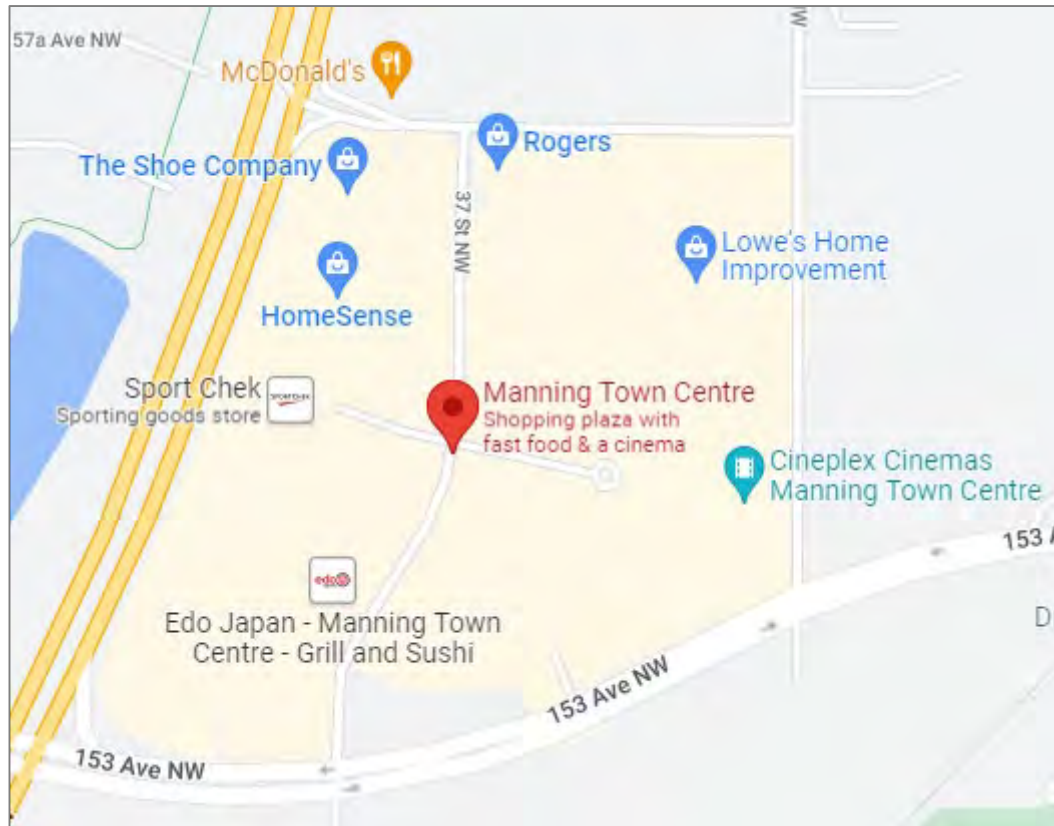 57a Ave NW
McDonald's
W
The Shoe Company
Rogers
37 St NW
Lowe's Home
Improvement
HomeSense
Sport Chek
Sporting goods store
SPORTCHEK
Manning Town Centre
Shopping plaza with
fast food & a cinema
Cineplex Cinemas
Manning Town Centre
153 A
edo
Edo Japan - Manning Town
Centre - Grill and Sushi
D
153 Ave NW
153 Ave NW